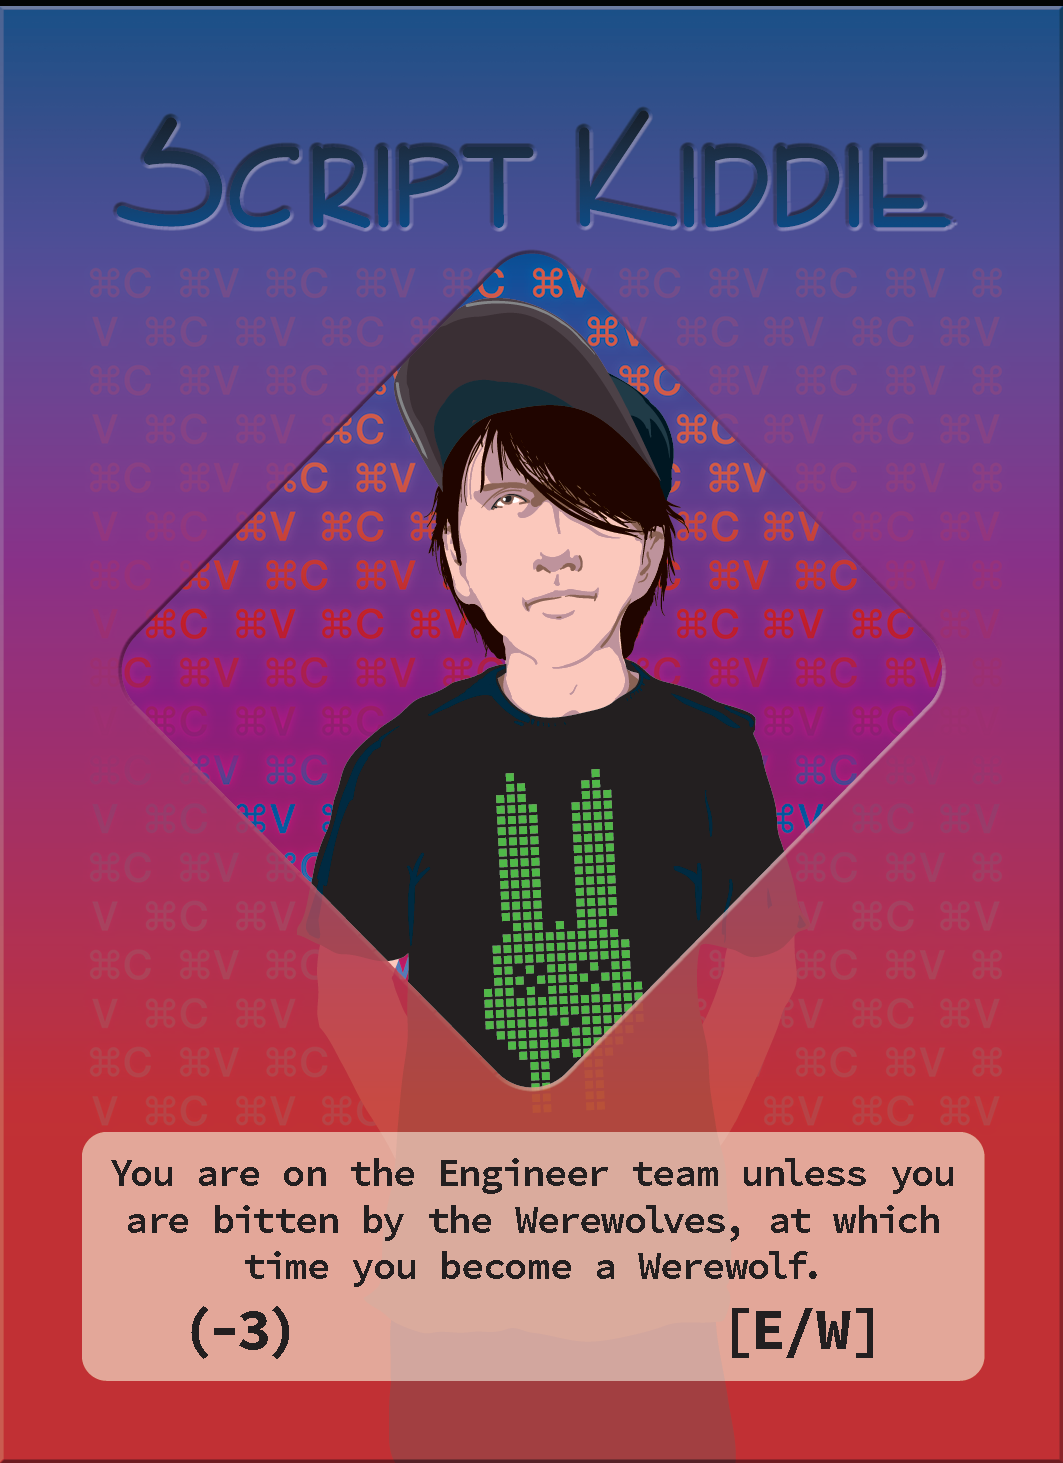 SCRIPT KIDDIE
⌘C ⌘V ⌘C ⌘V ⌘C ⌘V ⌘C ⌘V ⌘C ⌘V ⌘
V ⌘C ⌘V ⌘C ⌘V ⌘C ⌘V ⌘C ⌘V
⌘C ⌘V ⌘C ⌘C ⌘V ⌘C ⌘V ⌘
V ⌘C ⌘V ⌘C ⌘C ⌘V ⌘C ⌘V
⌘C ⌘V ⌘C ⌘V C ⌘V ⌘C ⌘V ⌘
V ⌘C ⌘V ⌘C ⌘C ⌘V ⌘C ⌘V
⌘C ⌘V ⌘C ⌘V C ⌘V ⌘C ⌘V ⌘
V ⌘C ⌘V ⌘C ⌘V ⌘C ⌘V ⌘C ⌘V
⌘C ⌘V ⌘C ⌘V ⌘C ⌘C ⌘V ⌘C ⌘V ⌘
V ⌘C ⌘V ⌘C ⌘V ⌘C ⌘V
⌘C ⌘V ⌘C ⌘C ⌘V ⌘
V ⌘C ⌘V ⌘ ⌘V ⌘C ⌘V
⌘C ⌘V ⌘C ⌘C ⌘V ⌘
V ⌘C ⌘V V ⌘C ⌘V
⌘C ⌘V ⌘C ⌘C ⌘V ⌘
V ⌘C ⌘V ⌘V ⌘C ⌘V
⌘C ⌘V ⌘C ⌘C ⌘V ⌘
V ⌘C ⌘V ⌘C ⌘V ⌘C ⌘V
You are on the Engineer team unless you
are bitten by the Werewolves, at which
time you become a Werewolf.
(-3) [E/W]